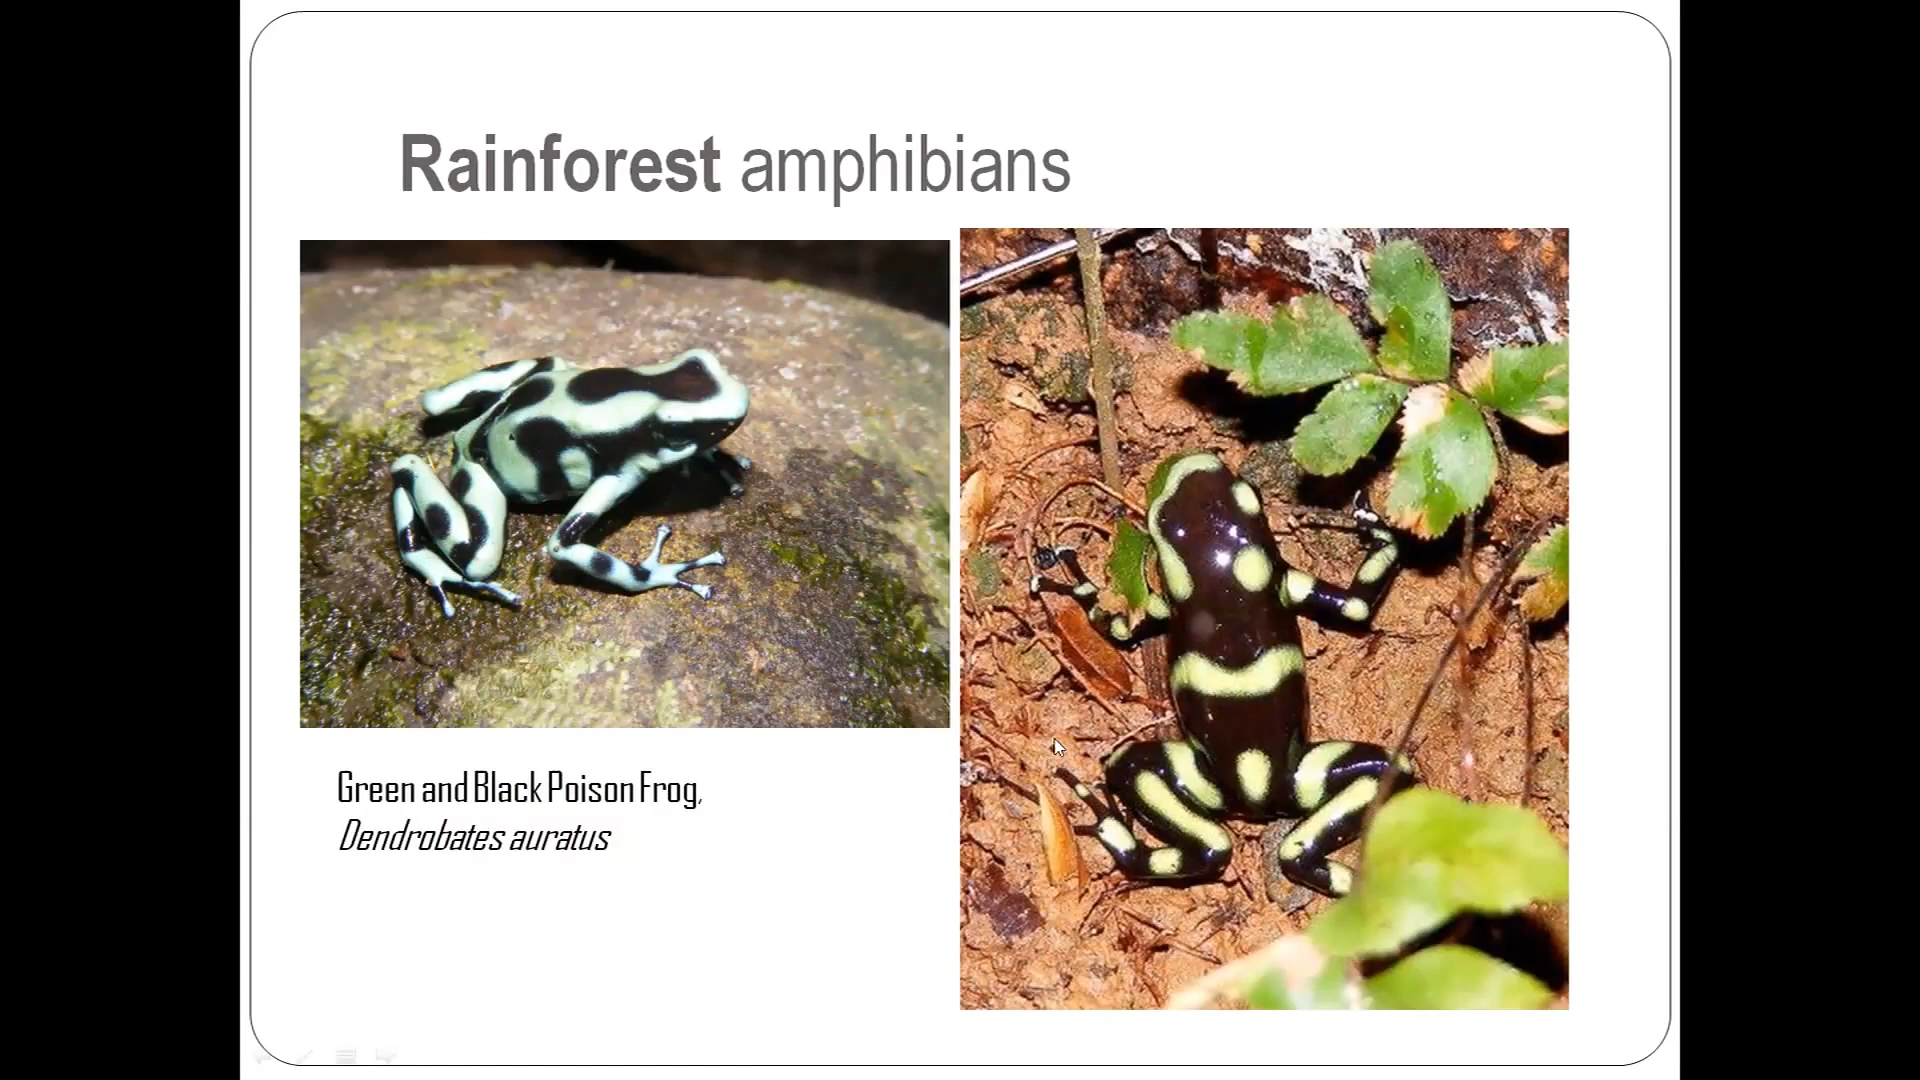 Rainforest amphibians
Green and Black Poison Frog,
Dendrobates auratus